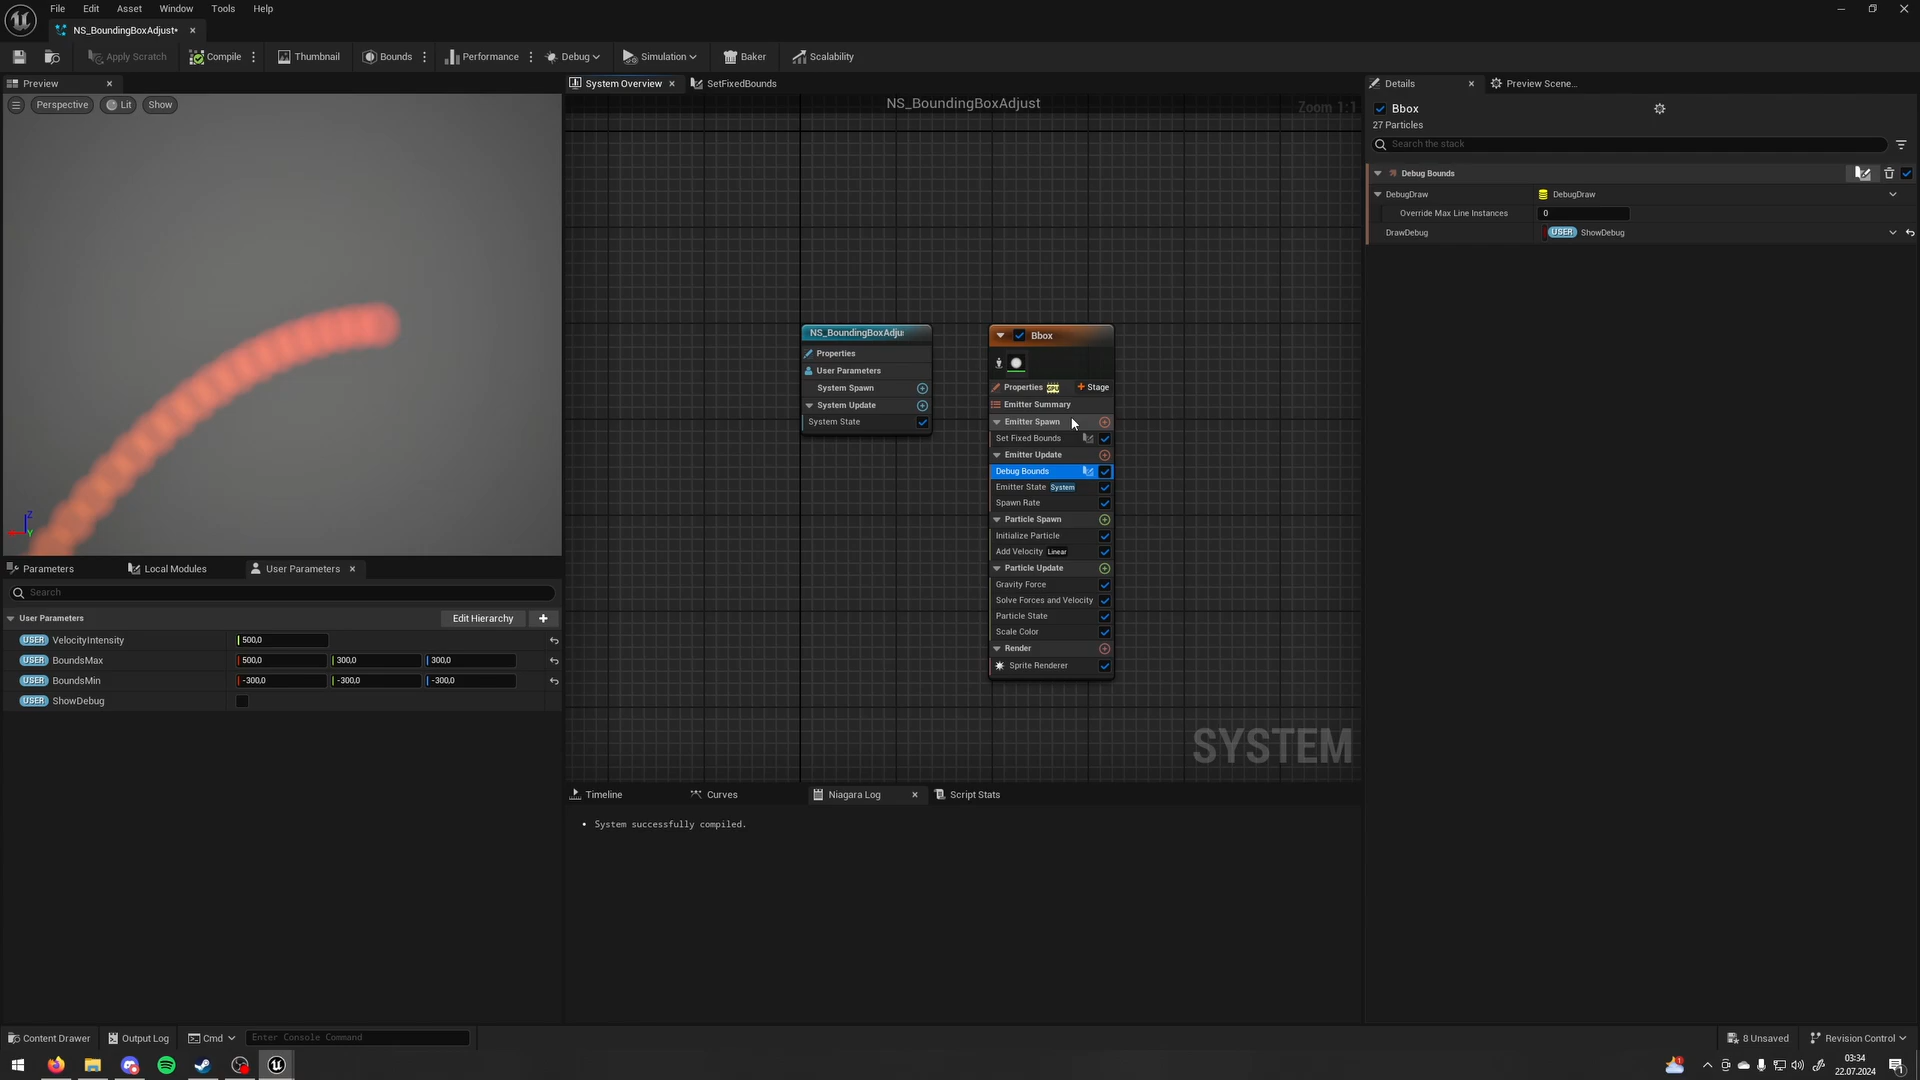 File Edit Asset Window Tools Help
NS_BoundingBoxAdjust•
Apply Scratch Compile Thumbnail Bounds Performance Debug Simulation Baker Scalability
Preview
Perspective Lit Show
Z
Y
System Overview SetFixedBounds
NS_BoundingBoxAdjust
Zoom 1:1
NS_BoundingBoxAdju
Properties
User Parameters
System Spawn
System Update
System State
Bbox
Properties GPU Stage
Emitter Summary
Emitter Spawn
Set Fixed Bounds
Emitter Update
Debug Bounds
Emitter State System
Spawn Rate
Particle Spawn
Initialize Particle
Add Velocity Linear
Particle Update
Gravity Force
Solve Forces and Velocity
Particle State
Scale Color
Render
Sprite Renderer
SYSTEM
Details Preview Scene...
Bbox
27 Particles
Search the stack
Debug Bounds
DebugDraw DebugDraw
Override Max Line Instances 0
DrawDebug USER ShowDebug
Parameters Local Modules User Parameters
Search
User Parameters Edit Hierarchy
USER VelocityIntensity 500,0
USER BoundsMax 500,0 300,0 300,0
USER BoundsMin -300,0 -300,0 -300,0
USER ShowDebug
Timeline Curves Niagara Log Script Stats
• System successfully compiled.
Content Drawer Output Log Cmd Enter Console Command
8 Unsaved Revision Control
03:34
22.07.2024
1